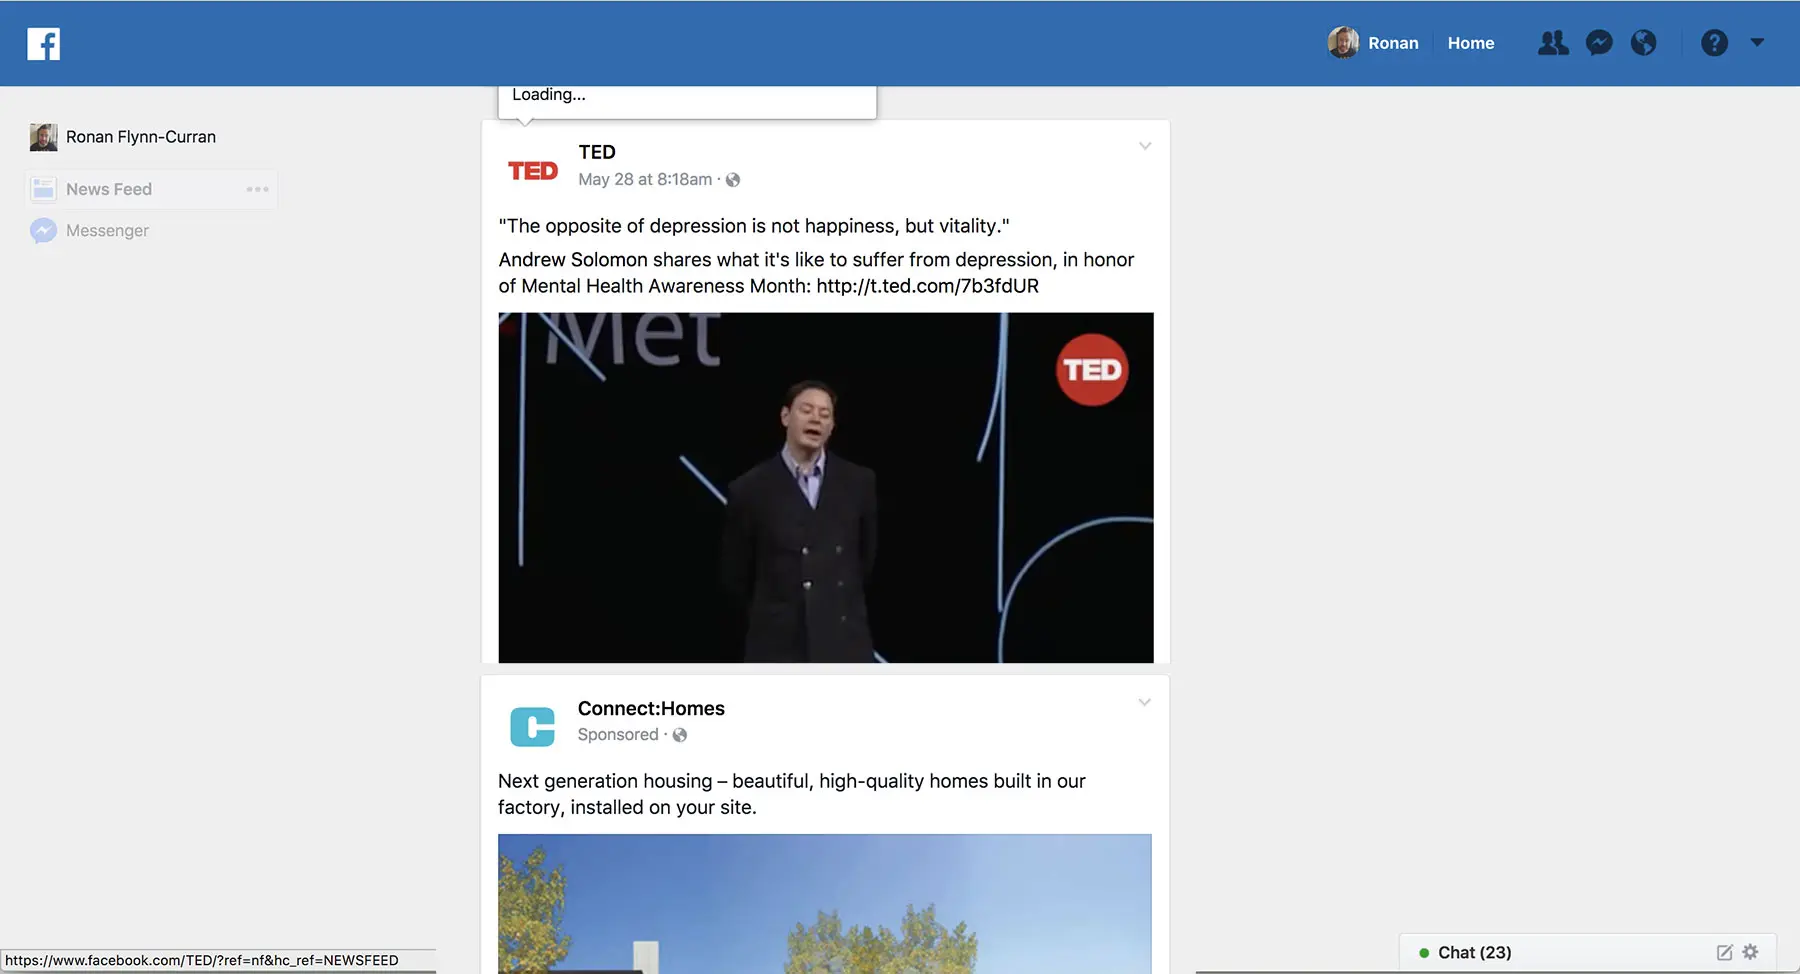 Ronan
Home
Loading...
Ronan Flynn-Curran
News Feed
Messenger
TED
TED
May 28 at 8:18am ·
"The opposite of depression is not happiness, but vitality."
Andrew Solomon shares what it's like to suffer from depression, in honor
of Mental Health Awareness Month: http://t.ted.com/7b3fdUR
Met
TED
Connect:Homes
Sponsored ·
Next generation housing – beautiful, high-quality homes built in our
factory, installed on your site.
https://www.facebook.com/TED/?ref=nf&hc_ref=NEWSFEED
Chat (23)